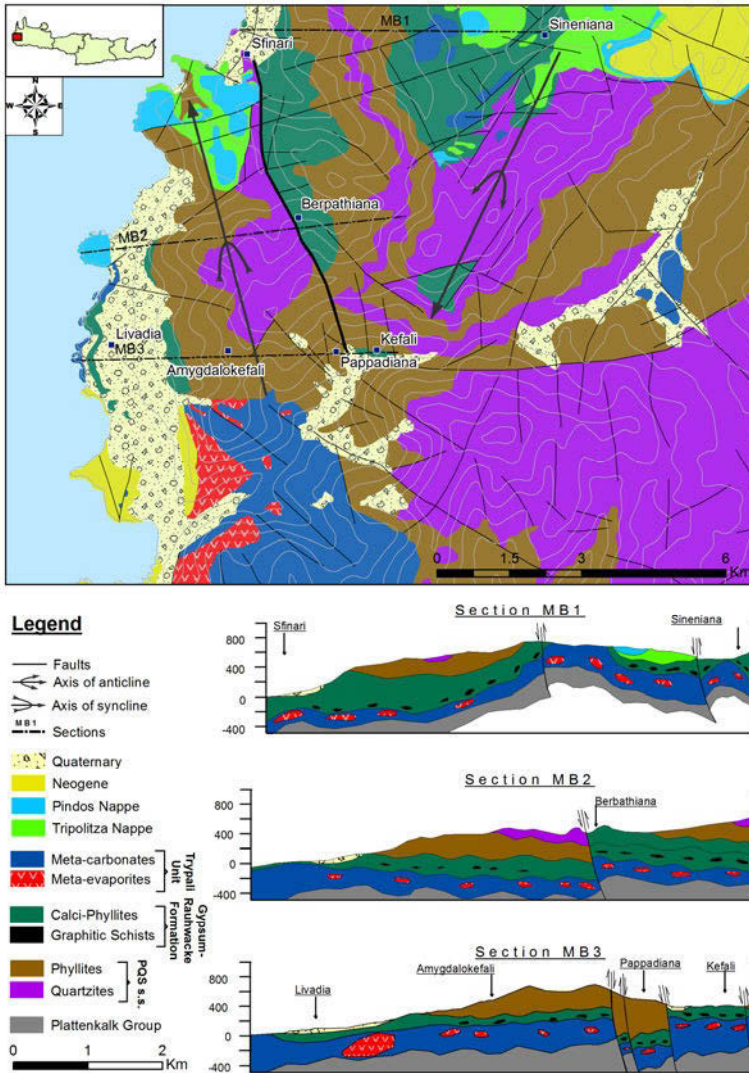 N
W E
S
MB1
Sineniana
Sfinari
Berpathiana
MB2
Livadia
MB3
Kefali
Pappadiana
Amygdalokefali
0 1.5 3 6
Km
Legend
Faults
Axis of anticline
Axis of syncline
MB1
Sections
Quaternary
Neogene
Pindos Nappe
Tripolitza Nappe
Meta-carbonates
Meta-evaporites
Trypali Unit
Calci-Phyllites
Graphitic Schists
Gypsum-Rauhwacke Formation
Phyllites
Quartzites
PQS s.s.
Plattenkalk Group
0 1 2
Km
Section MB1
Sfinari
Sineniana
800
400
0
-400
Section MB2
Berbathiana
800
400
0
-400
Section MB3
Livadia
Amygdalokefali
Pappadiana
Kefali
800
400
0
-400